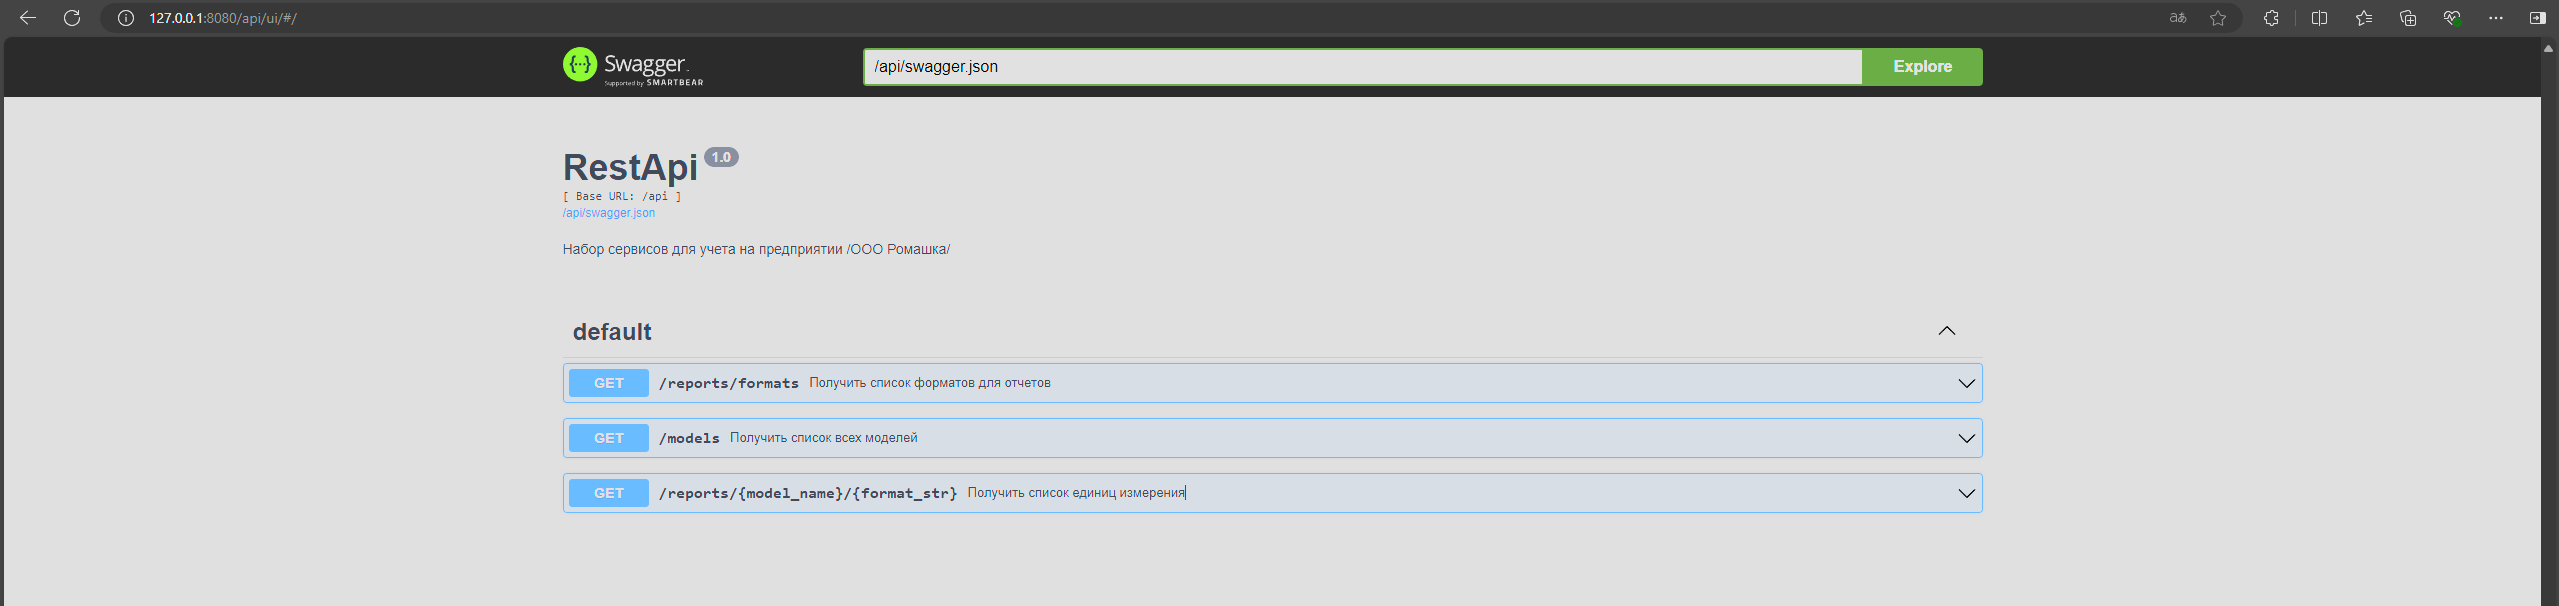 127.0.0.1:8080/api/ui/#/
aあ
{···} Swagger.
Supported by SMARTBEAR
/api/swagger.json
Explore
RestApi 1.0
[ Base URL: /api ]
/api/swagger.json
Набор сервисов для учета на предприятии /ООО Ромашка/
default
GET /reports/formats Получить список форматов для отчетов
GET /models Получить список всех моделей
GET /reports/{model_name}/{format_str} Получить список единиц измерения